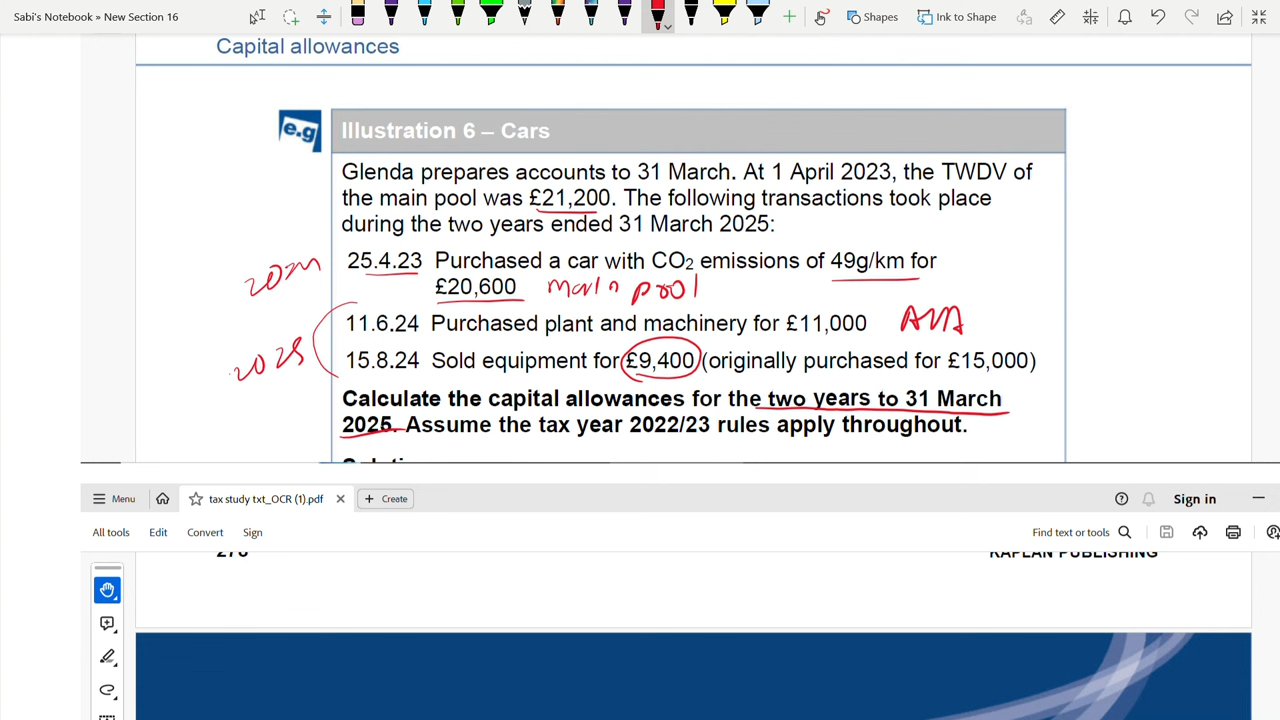 Sabi's Notebook » New Section 16
Shapes
Ink to Shape
Capital allowances
e.g
Illustration 6 – Cars
Glenda prepares accounts to 31 March. At 1 April 2023, the TWDV of
the main pool was £21,200. The following transactions took place
during the two years ended 31 March 2025:
25.4.23 Purchased a car with CO2 emissions of 49g/km for
£20,600 main pool
11.6.24 Purchased plant and machinery for £11,000 AIA
15.8.24 Sold equipment for £9,400 (originally purchased for £15,000)
2025
Calculate the capital allowances for the two years to 31 March
2025. Assume the tax year 2022/23 rules apply throughout.
Menu
tax study txt_OCR (1).pdf
Create
Sign in
All tools
Edit
Convert
Sign
Find text or tools
KAPLAN PUBLISHING